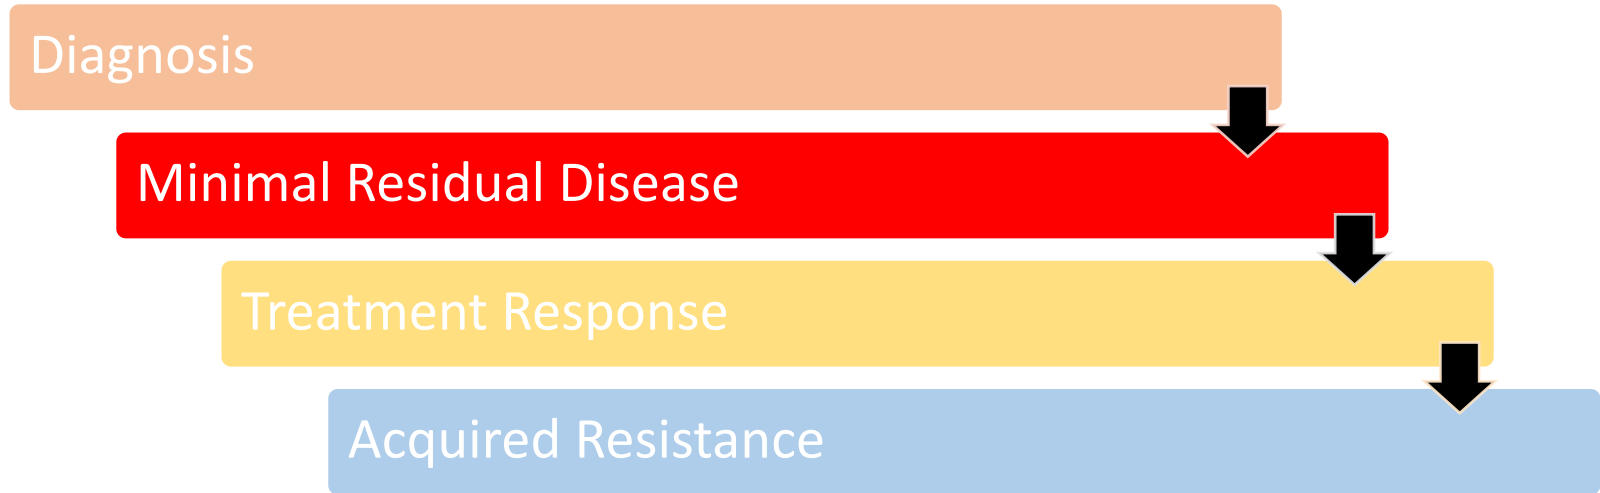 Diagnosis
Minimal Residual Disease
Treatment Response
Acquired Resistance